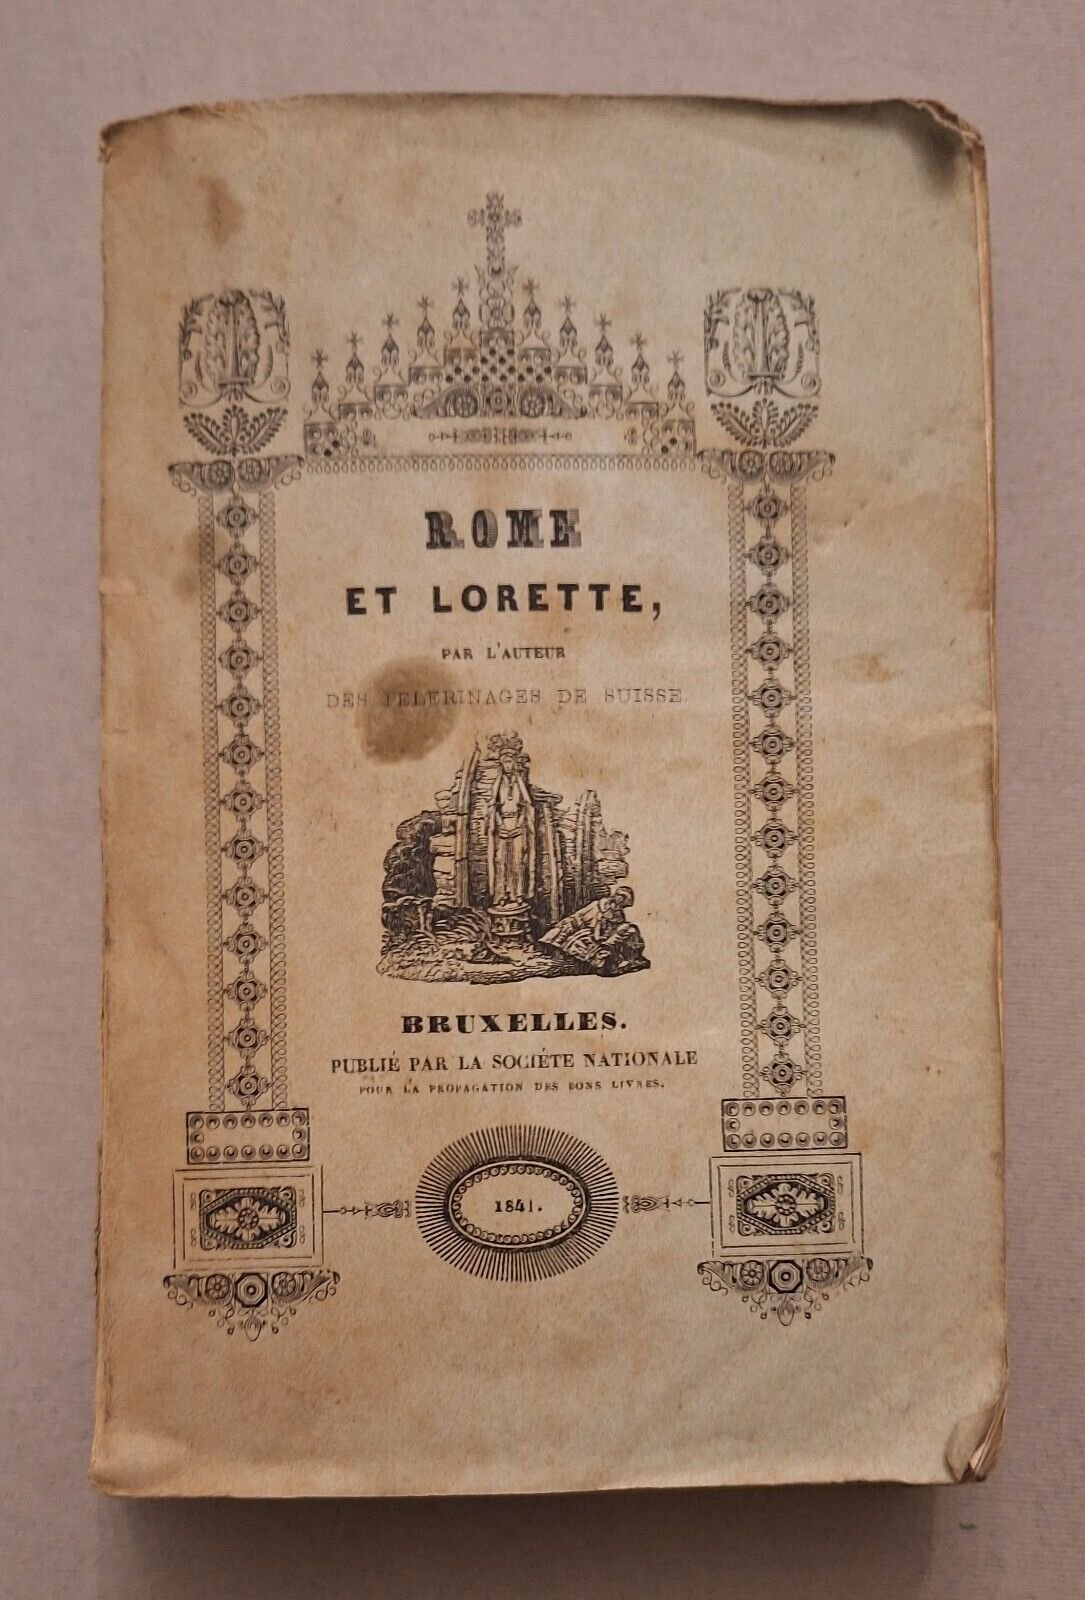 ROME
ET LORETTE,
PAR L'AUTEUR
DES PELERINAGES DE SUISSE
BRUXELLES.
PUBLIÉ PAR LA SOCIÉTE NATIONALE
POUR LA PROPAGATION DES BONS LIVRES.
1841.